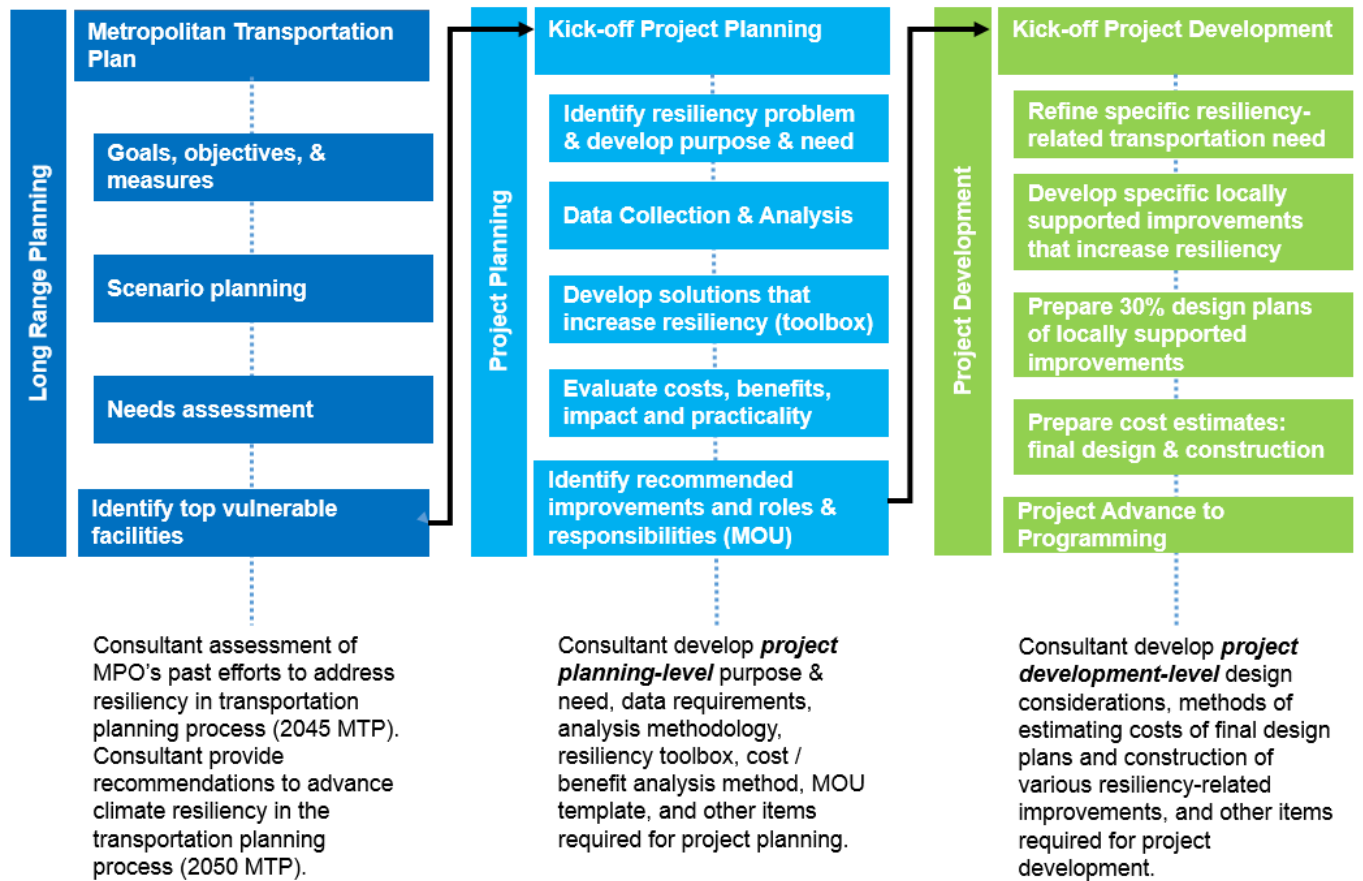 Long Range Planning
Metropolitan Transportation
Plan
Goals, objectives, &
measures
Scenario planning
Needs assessment
Identify top vulnerable
facilities
Consultant assessment of
MPO's past efforts to address
resiliency in transportation
planning process (2045 MTP).
Consultant provide
recommendations to advance
climate resiliency in the
transportation planning
process (2050 MTP).
Project Planning
Kick-off Project Planning
Identify resiliency problem
& develop purpose & need
Data Collection & Analysis
Develop solutions that
increase resiliency (toolbox)
Evaluate costs, benefits,
impact and practicality
Identify recommended
improvements and roles &
responsibilities (MOU)
Consultant develop project
planning-level purpose &
need, data requirements,
analysis methodology,
resiliency toolbox, cost /
benefit analysis method, MOU
template, and other items
required for project planning.
Project Development
Kick-off Project Development
Refine specific resiliency-
related transportation need
Develop specific locally
supported improvements
that increase resiliency
Prepare 30% design plans
of locally supported
improvements
Prepare cost estimates:
final design & construction
Project Advance to
Programming
Consultant develop project
development-level design
considerations, methods of
estimating costs of final design
plans and construction of
various resiliency-related
improvements, and other items
required for project
development.